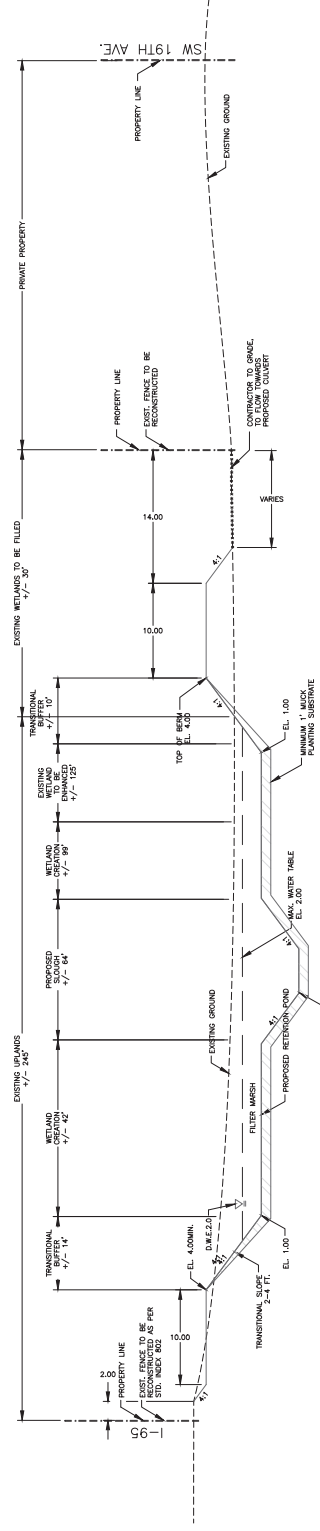 EXISTING UPLANDS
+/- 245'
EXISTING WETLANDS TO BE FILLED
+/- 30'
PRIVATE PROPERTY
TRANSITIONAL
BUFFER
+/- 14'
WETLAND
CREATION
+/- 42'
PROPOSED
SLOUGH
+/- 64'
WETLAND
CREATION
+/- 99'
EXISTING
WETLAND
TO BE
ENHANCED
+/- 125'
TRANSITIONAL
BUFFER
+/- 10'
I-95
2.00
PROPERTY LINE
EXIST. FENCE TO BE
RECONSTRUCTED AS PER
STD. INDEX 802
10.00
4:1
EL. 4.00MIN.
D.W.E.2.0
TRANSITIONAL SLOPE
2-4 FT.
EL. 1.00
FILTER MARSH
PROPOSED RETENTION POND
EXISTING GROUND
4:1
4:1
MAX. WATER TABLE
EL. 2.00
TOP OF BERM
EL. 4.00
4:1
EL. 1.00
MINIMUM 1' MUCK
PLANTING SUBSTRATE
10.00
14.00
4:1
PROPERTY LINE
EXIST. FENCE TO BE
RECONSTRUCTED
VARIES
CONTRACTOR TO GRADE,
TO FLOW TOWARDS
PROPOSED CULVERT
EXISTING GROUND
PROPERTY LINE
SW 19TH AVE.